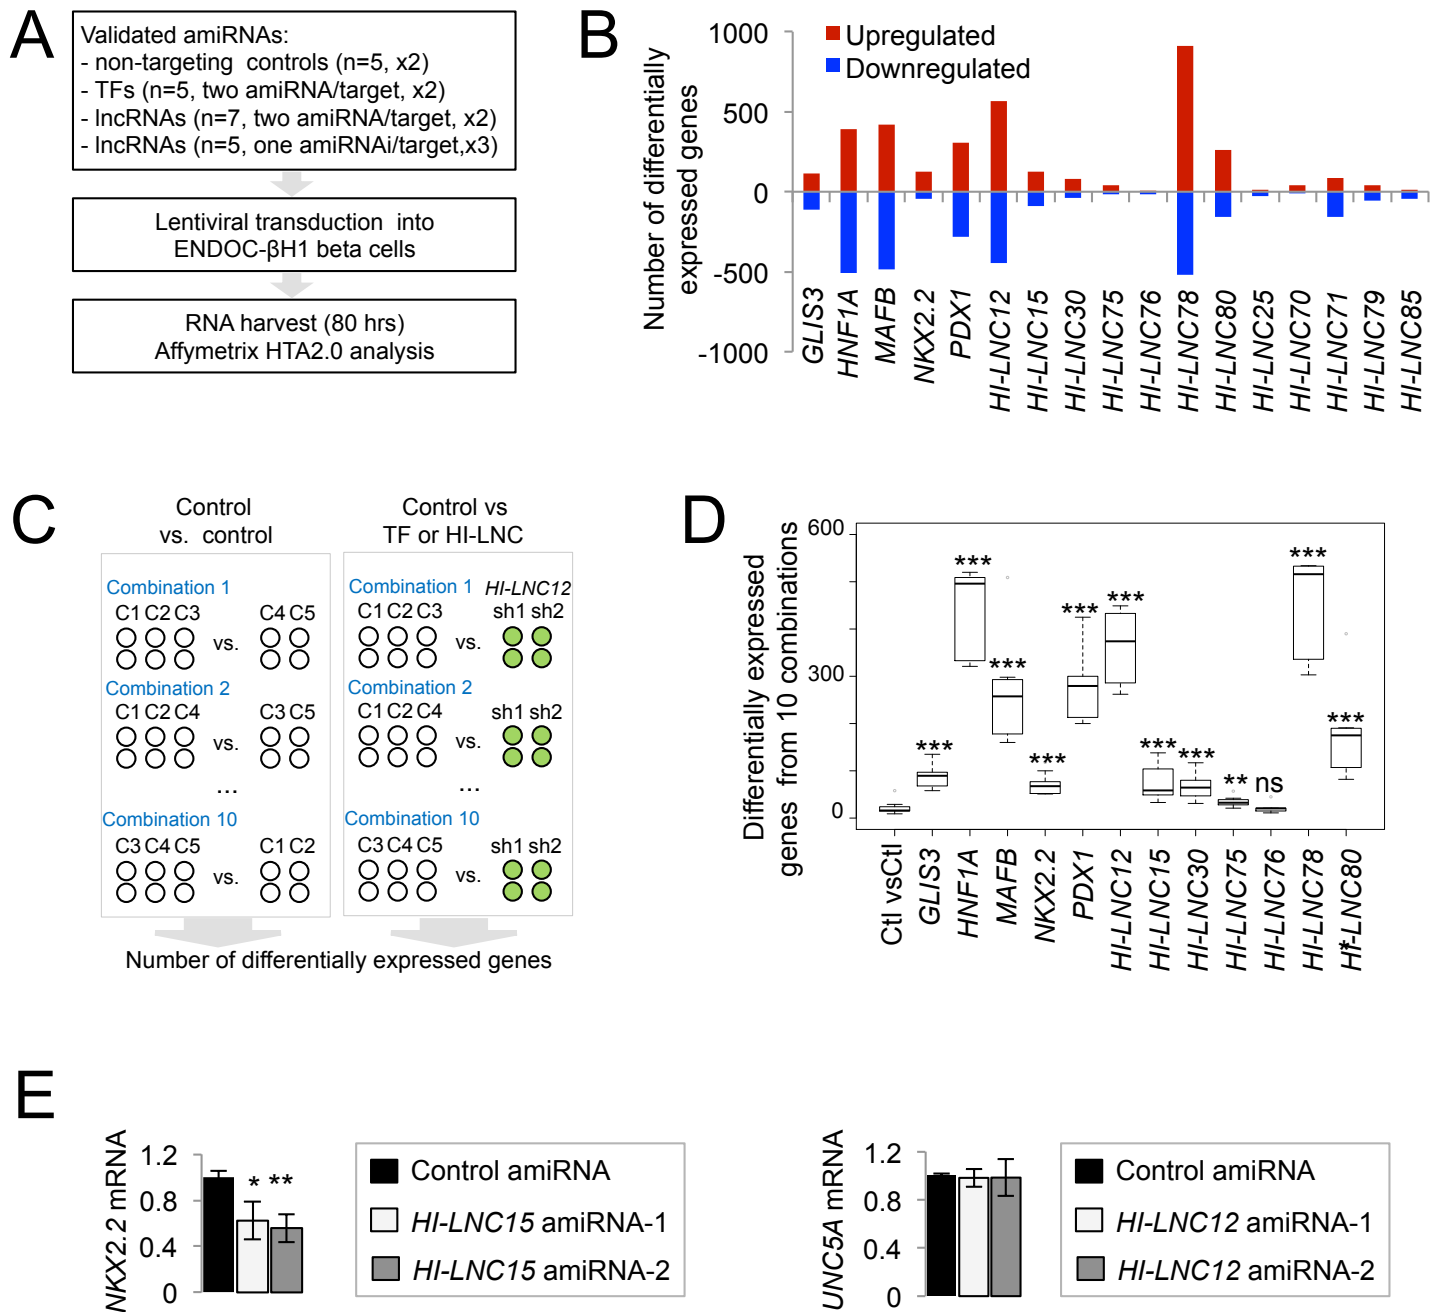 A
Validated amiRNAs:
- non-targeting controls (n=5, x2)
- TFs (n=5, two amiRNA/target, x2)
- lncRNAs (n=7, two amiRNA/target, x2)
- lncRNAs (n=5, one amiRNAi/target,x3)
Lentiviral transduction into
ENDOC-βH1 beta cells
RNA harvest (80 hrs)
Affymetrix HTA2.0 analysis
B
Number of differentially
expressed genes
1000
500
0
-500
-1000
Upregulated
Downregulated
GLIS3
HNF1A
MAFB
NKX2.2
PDX1
HI-LNC12
HI-LNC15
HI-LNC30
HI-LNC75
HI-LNC76
HI-LNC78
HI-LNC80
HI-LNC25
HI-LNC70
HI-LNC71
HI-LNC79
HI-LNC85
C
Control
vs. control
Combination 1
C1 C2 C3
C4 C5
vs.
Combination 2
C1 C2 C4
C3 C5
vs.
...
Combination 10
C3 C4 C5
C1 C2
vs.
Control vs
TF or HI-LNC
Combination 1
HI-LNC12
C1 C2 C3
sh1 sh2
vs.
Combination 2
C1 C2 C4
sh1 sh2
vs.
...
Combination 10
C3 C4 C5
sh1 sh2
vs.
Number of differentially expressed genes
D
Differentially expressed
genes from 10 combinations
600
300
0
***
***
***
***
***
***
***
***
**
ns
***
***
Ctl vsCtl
GLIS3
HNF1A
MAFB
NKX2.2
PDX1
HI-LNC12
HI-LNC15
HI-LNC30
HI-LNC75
HI-LNC76
HI-LNC78
HI-LNC80
*
E
NKX2.2 mRNA
1.2
0.8
0.4
0
*
**
Control amiRNA
HI-LNC15 amiRNA-1
HI-LNC15 amiRNA-2
UNC5A mRNA
1.2
0.8
0.4
0
Control amiRNA
HI-LNC12 amiRNA-1
HI-LNC12 amiRNA-2